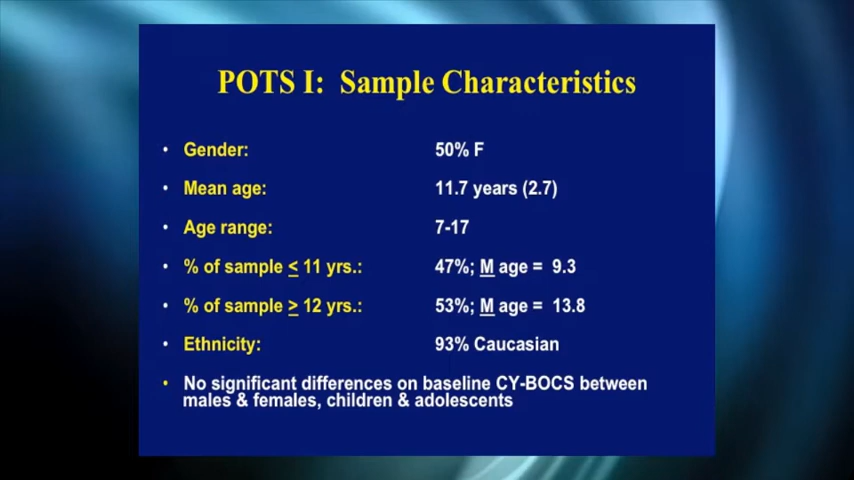 POTS I: Sample Characteristics
• Gender: 50% F
• Mean age: 11.7 years (2.7)
• Age range: 7-17
• % of sample ≤ 11 yrs.: 47%; M age = 9.3
• % of sample ≥ 12 yrs.: 53%; M age = 13.8
• Ethnicity: 93% Caucasian
• No significant differences on baseline CY-BOCS between
males & females, children & adolescents